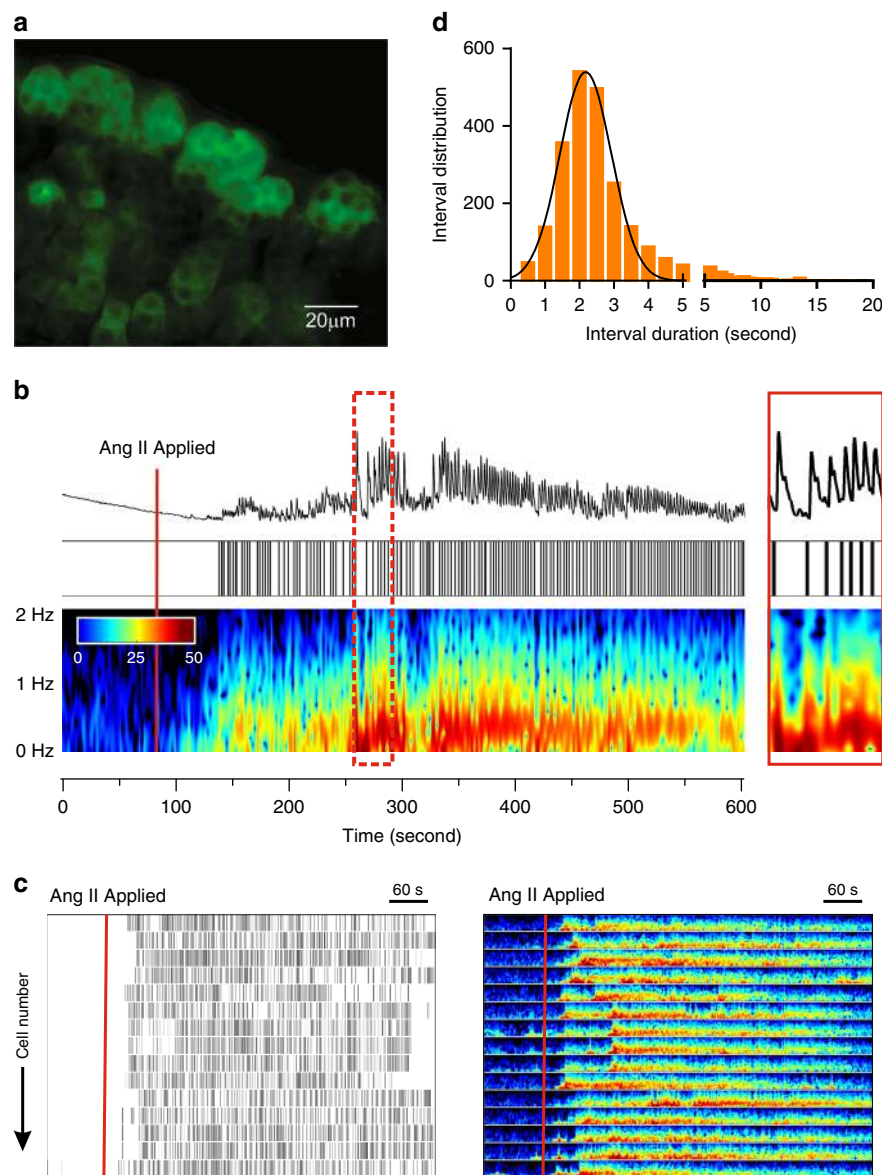 a
20μm
d
600
400
200
0
Interval distribution
0 1 2 3 4 5 5 10 15 20
Interval duration (second)
b
Ang II Applied
2 Hz
1 Hz
0 Hz
0 25 50
0 100 200 300 400 500 600
Time (second)
c
Ang II Applied 60 s
Cell number
Ang II Applied 60 s